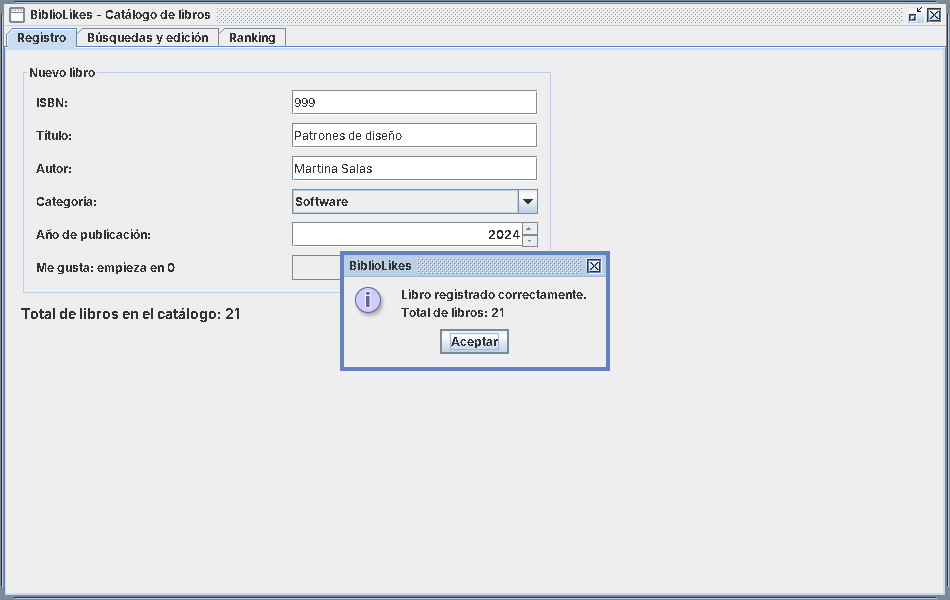 BiblioLikes - Catálogo de libros
Registro
Búsquedas y edición
Ranking
Nuevo libro
ISBN:
999
Título:
Patrones de diseño
Autor:
Martina Salas
Categoría:
Software
Año de publicación:
2024
Me gusta: empieza en 0
Total de libros en el catálogo: 21
BiblioLikes
Libro registrado correctamente.
Total de libros: 21
Aceptar